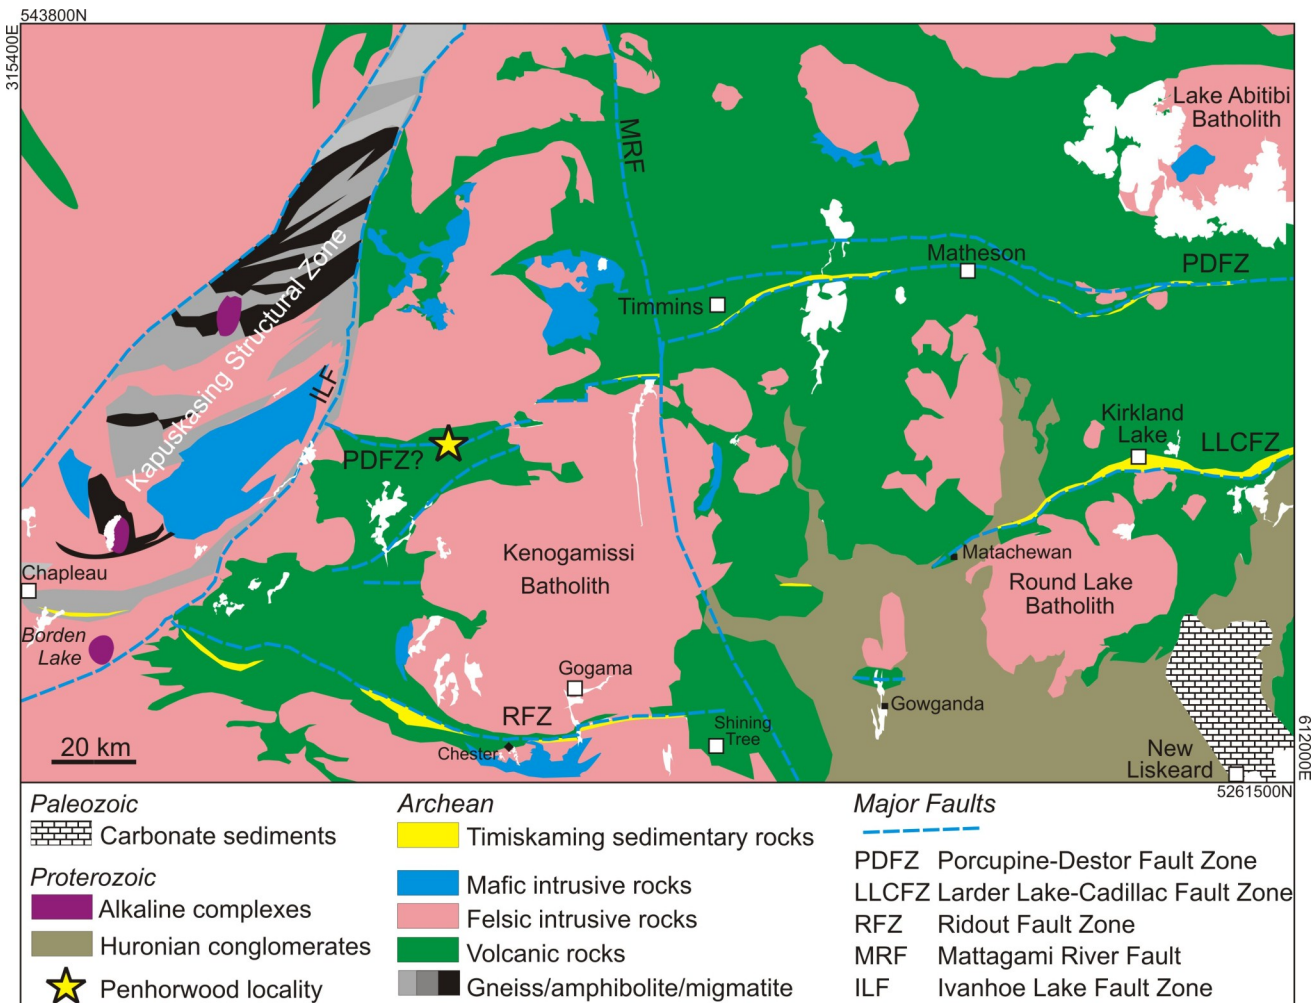 543800N
315400E
Lake Abitibi
Batholith
MRF
Matheson
PDFZ
Timmins
Kapuskasing Structural Zone
ILF
Kirkland
Lake
LLCFZ
PDFZ?
Kenogamissi
Batholith
Matachewan
Round Lake
Batholith
Chapleau
Borden
Lake
Gogama
Gowganda
RFZ
Shining
Tree
Chester
20 km
New
Liskeard
612000E
5261500N
Paleozoic
Carbonate sediments
Proterozoic
Alkaline complexes
Huronian conglomerates
Penhorwood locality
Archean
Timiskaming sedimentary rocks
Mafic intrusive rocks
Felsic intrusive rocks
Volcanic rocks
Gneiss/amphibolite/migmatite
Major Faults
PDFZ Porcupine-Destor Fault Zone
LLCFZ Larder Lake-Cadillac Fault Zone
RFZ Ridout Fault Zone
MRF Mattagami River Fault
ILF Ivanhoe Lake Fault Zone